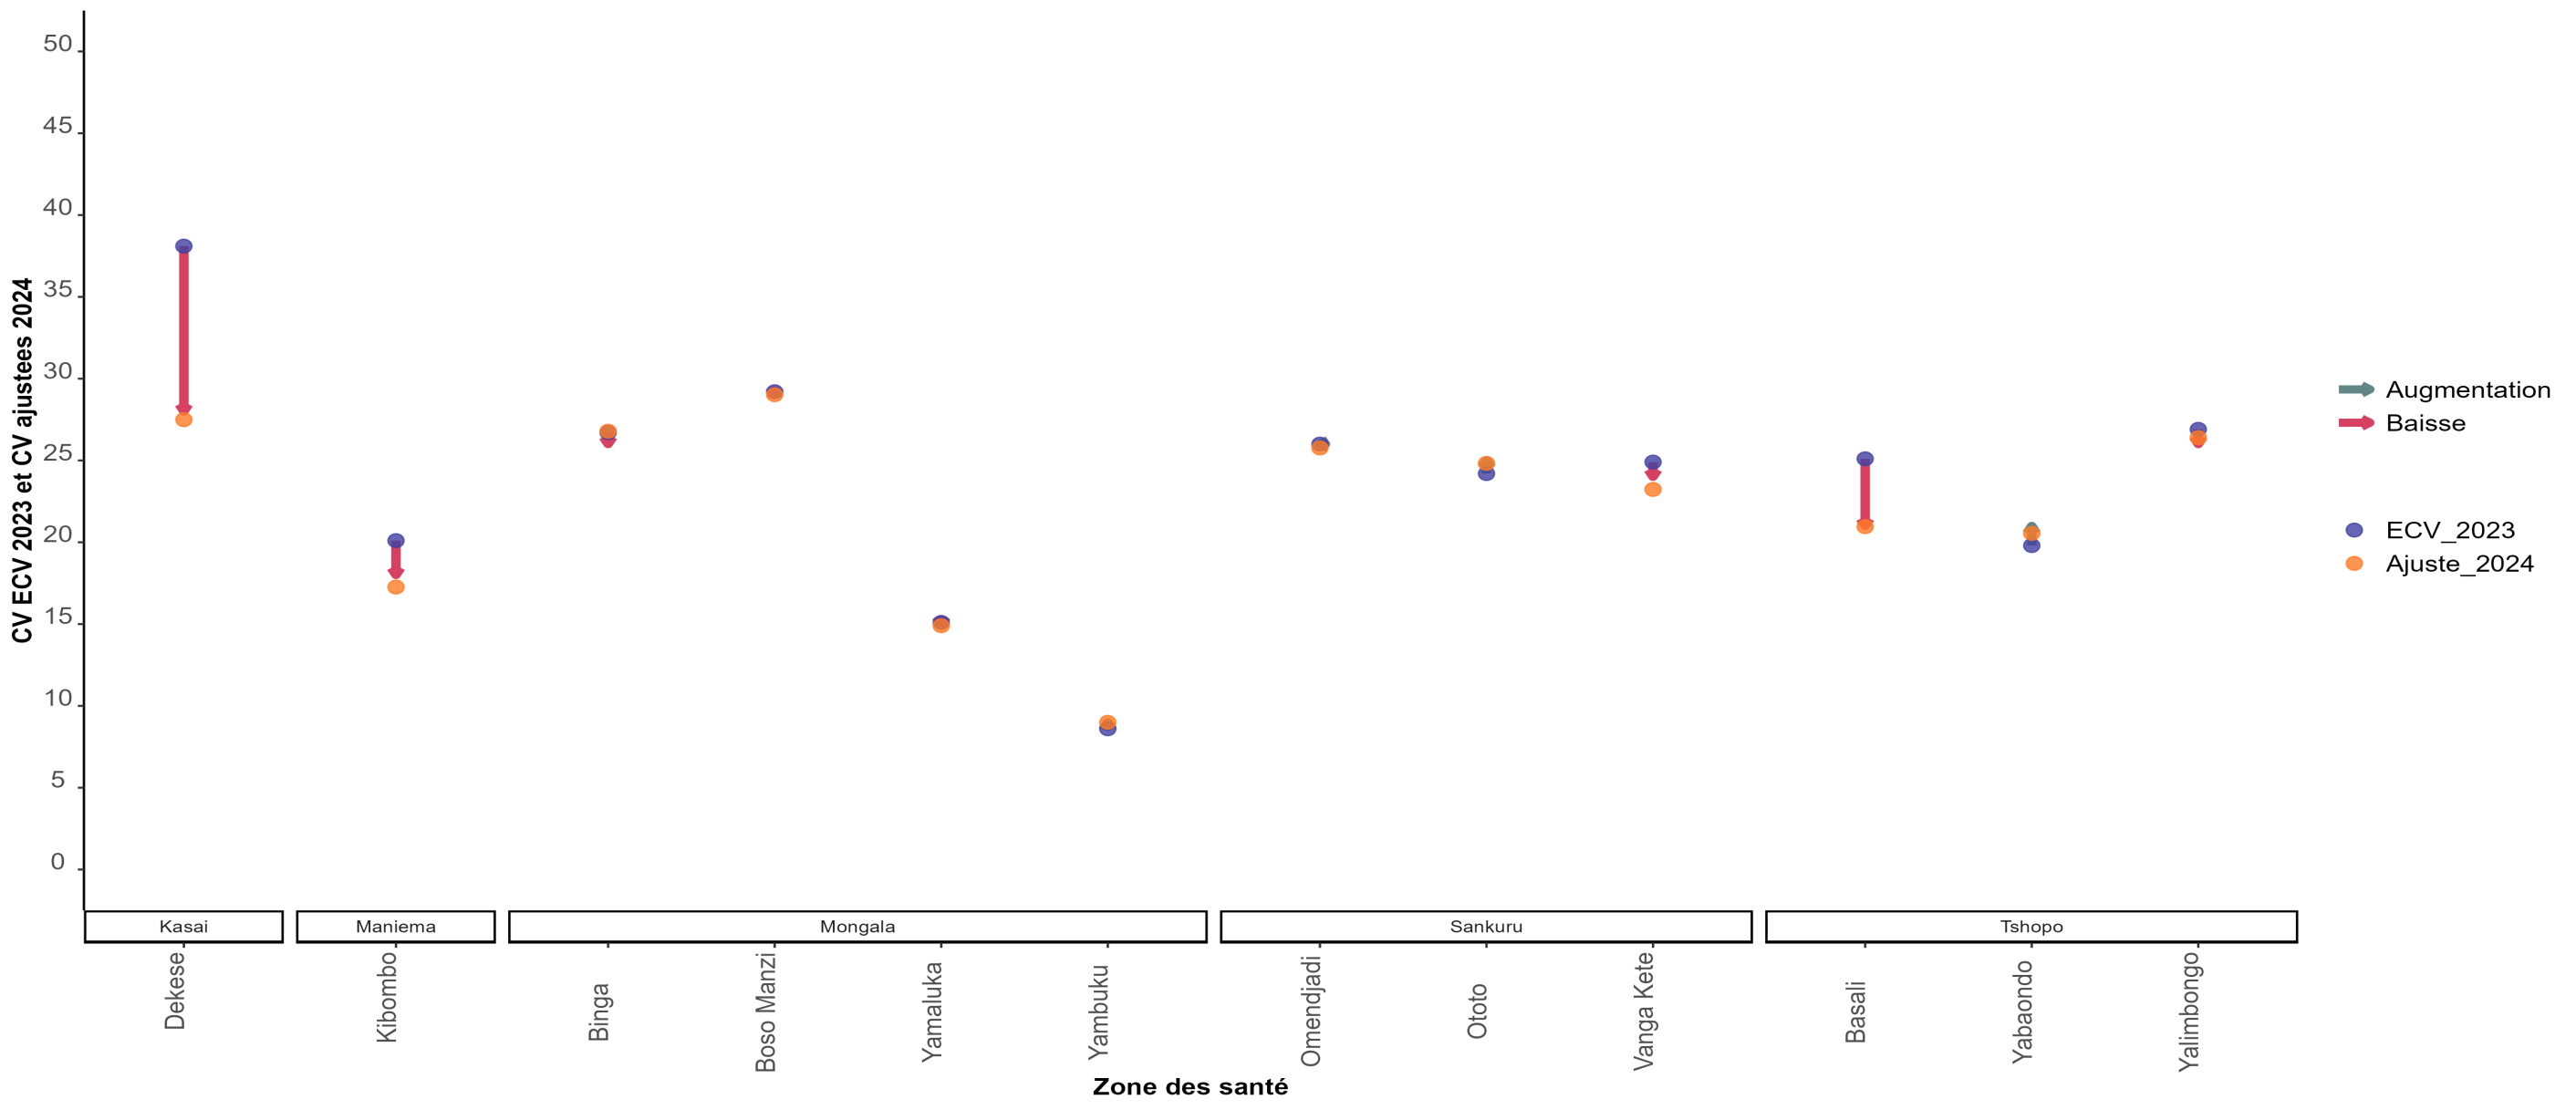 CV ECV 2023 et CV ajustees 2024
50
45
40
35
30
25
20
15
10
5
0
Kasai
Maniema
Mongala
Sankuru
Tshopo
Dekese
Kibombo
Binga
Boso Manzi
Yamaluka
Yambuku
Omendjadi
Ototo
Vanga Kete
Basali
Yabaondo
Yalimbongo
Zone des santé
Augmentation
Baisse
ECV_2023
Ajuste_2024